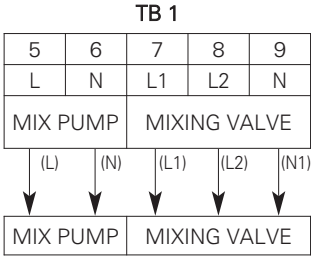 TB 1
5 6 7 8 9
L N L1 L2 N
MIX PUMP MIXING VALVE
(L) (N) (L1) (L2) (N1)
MIX PUMP MIXING VALVE